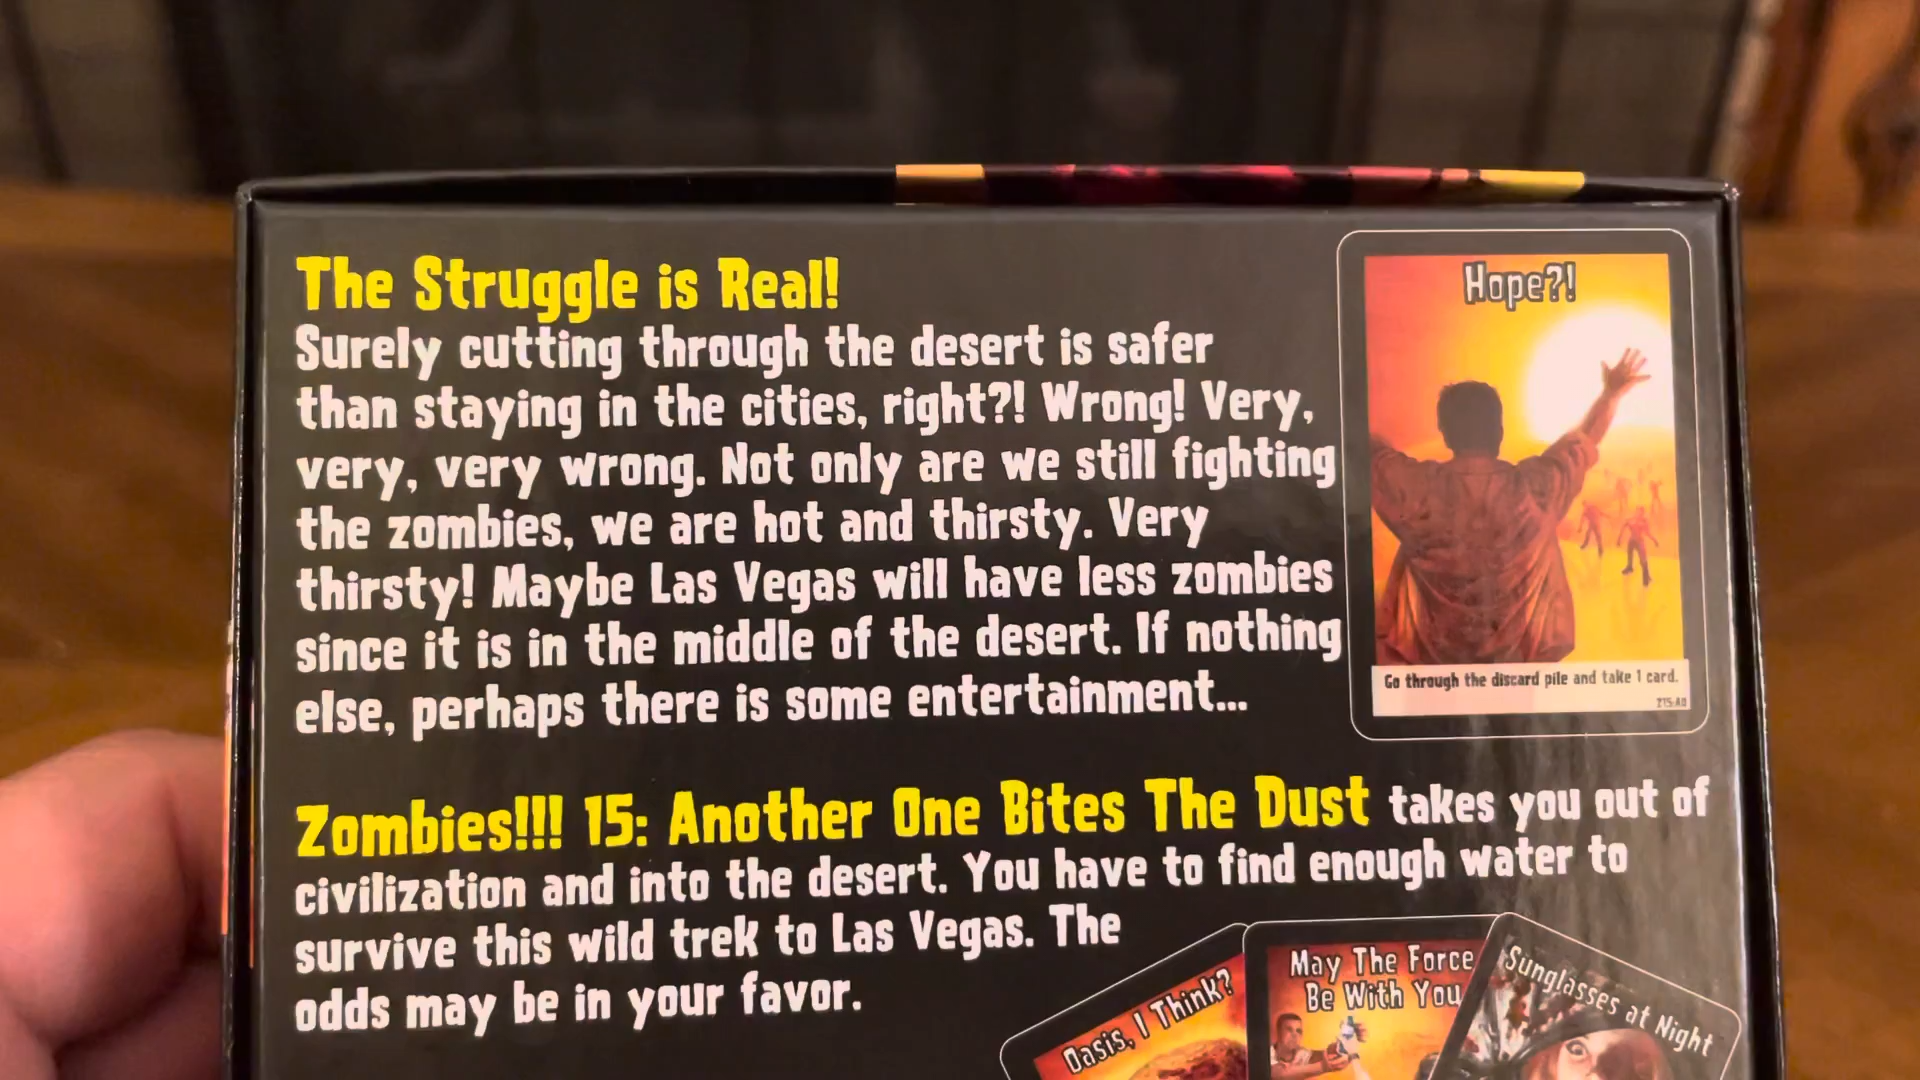 The Struggle is Real!
Surely cutting through the desert is safer
than staying in the cities, right?! Wrong! Very,
very, very wrong. Not only are we still fighting
the zombies, we are hot and thirsty. Very
thirsty! Maybe Las Vegas will have less zombies
since it is in the middle of the desert. If nothing
else, perhaps there is some entertainment...
Hope?!
Go through the discard pile and take 1 card.
Zombies!!! 15: Another One Bites The Dust takes you out of
civilization and into the desert. You have to find enough water to
survive this wild trek to Las Vegas. The
odds may be in your favor.
Oasis, I Think?
May The Force
Be With You
Sunglasses at Night